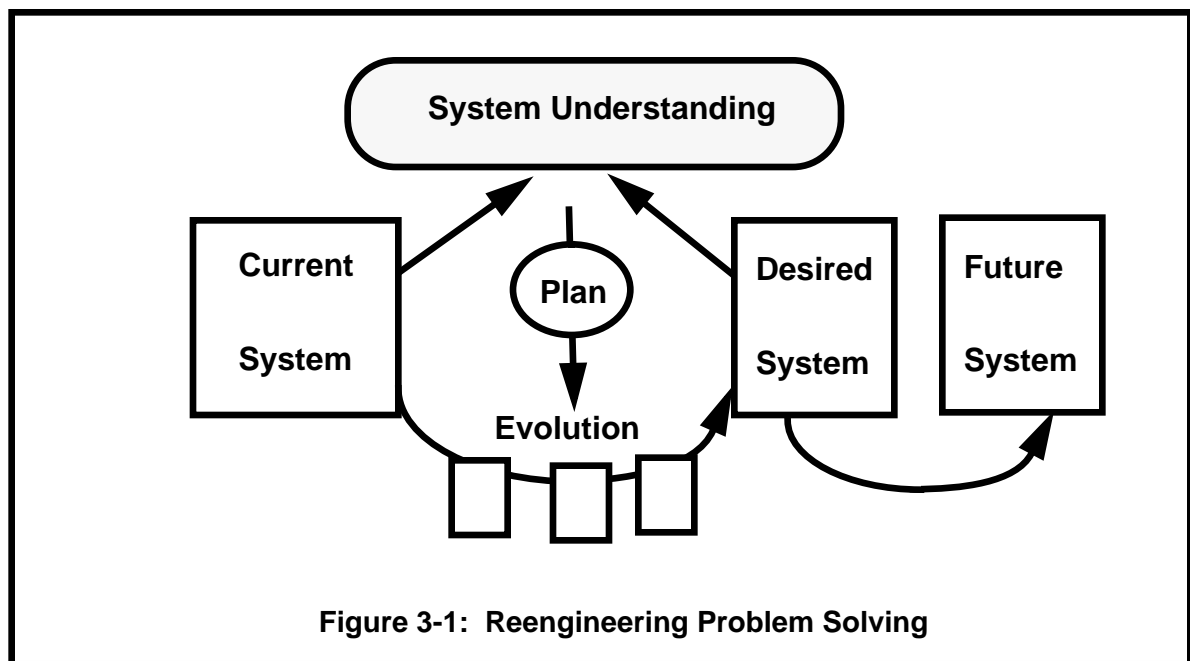 System Understanding
Current
System
Plan
Evolution
Desired
System
Future
System
Figure 3-1: Reengineering Problem Solving